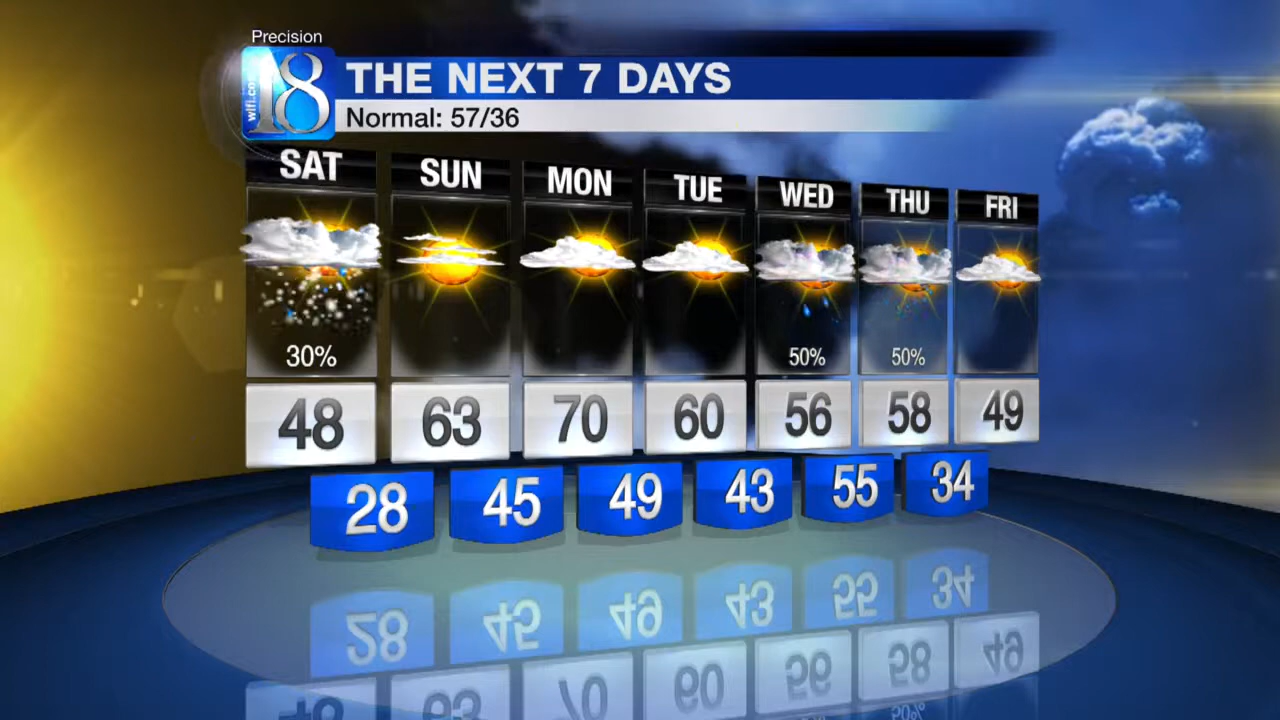 Precision
wlfi.com
18
THE NEXT 7 DAYS
Normal: 57/36
SAT SUN MON TUE WED THU FRI
30% 50% 50%
48 63 70 60 56 58 49
28 45 49 43 55 34